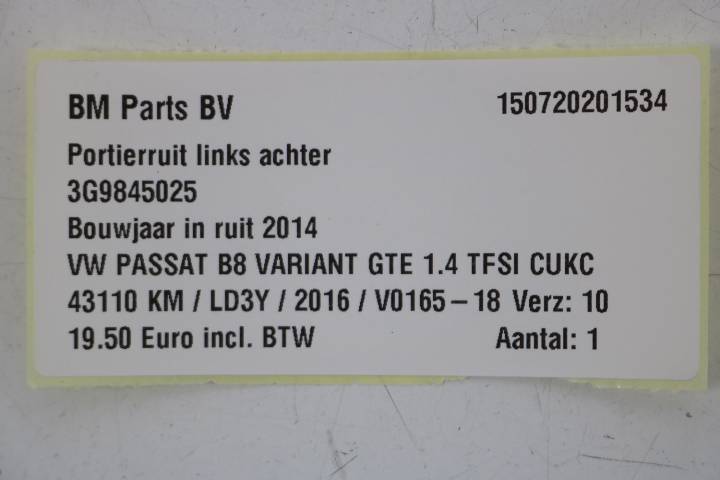 BM Parts BV 150720201534
Portierruit links achter
3G9845025
Bouwjaar in ruit 2014
VW PASSAT B8 VARIANT GTE 1.4 TFSI CUKC
43110 KM / LD3Y / 2016 / V0165-18 Verz: 10
19.50 Euro incl. BTW Aantal: 1